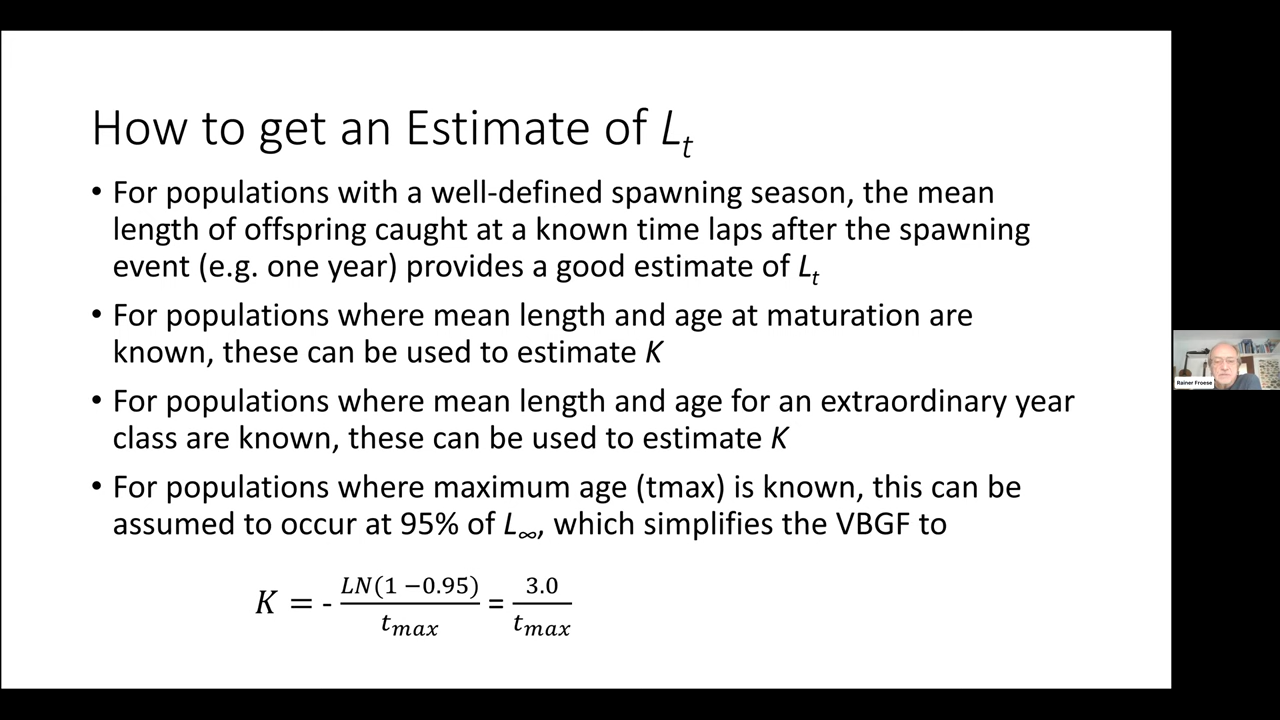 How to get an Estimate of Lt
• For populations with a well-defined spawning season, the mean
length of offspring caught at a known time laps after the spawning
event (e.g. one year) provides a good estimate of Lt
• For populations where mean length and age at maturation are
known, these can be used to estimate K
• For populations where mean length and age for an extraordinary year
class are known, these can be used to estimate K
• For populations where maximum age (tmax) is known, this can be
assumed to occur at 95% of L∞, which simplifies the VBGF to
K = - LN(1 −0.95) / tmax = 3.0 / tmax
Rainer Froese